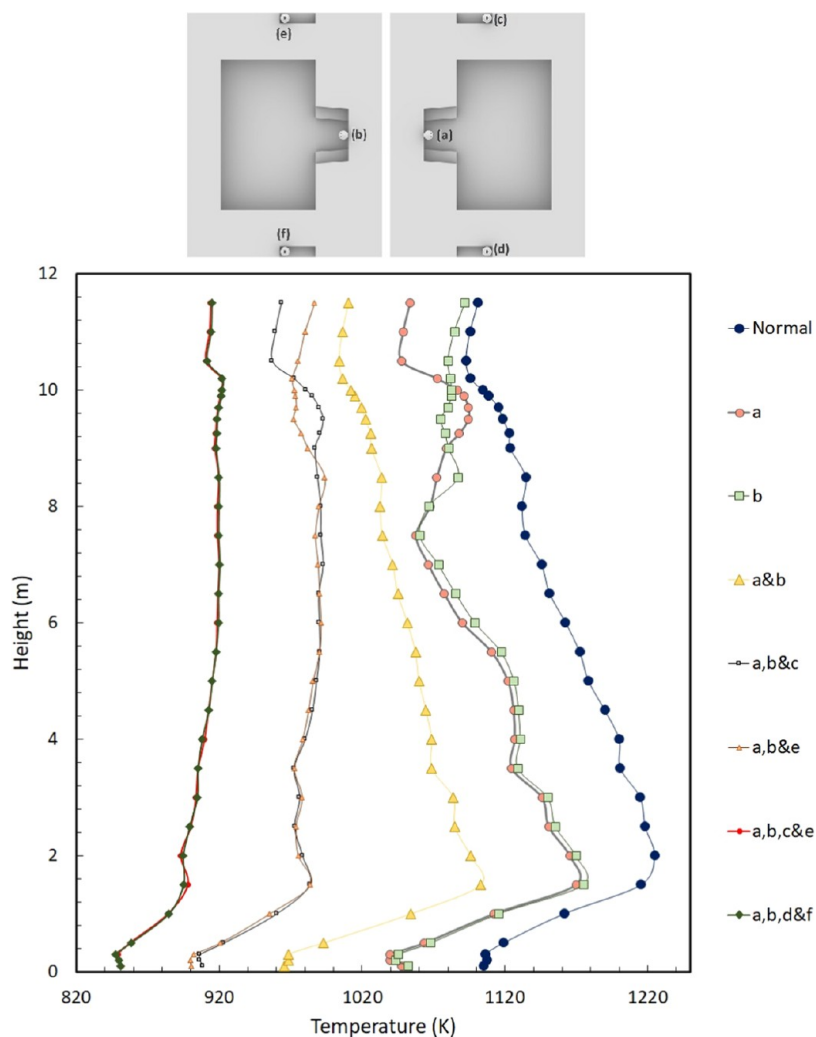 (e)
(c)
(b)
(a)
(f)
(d)
12
10
8
6
4
2
0
Height (m)
820
920
1020
1120
1220
Temperature (K)
Normal
a
b
a&b
a,b&c
a,b&e
a,b,c&e
a,b,d&f